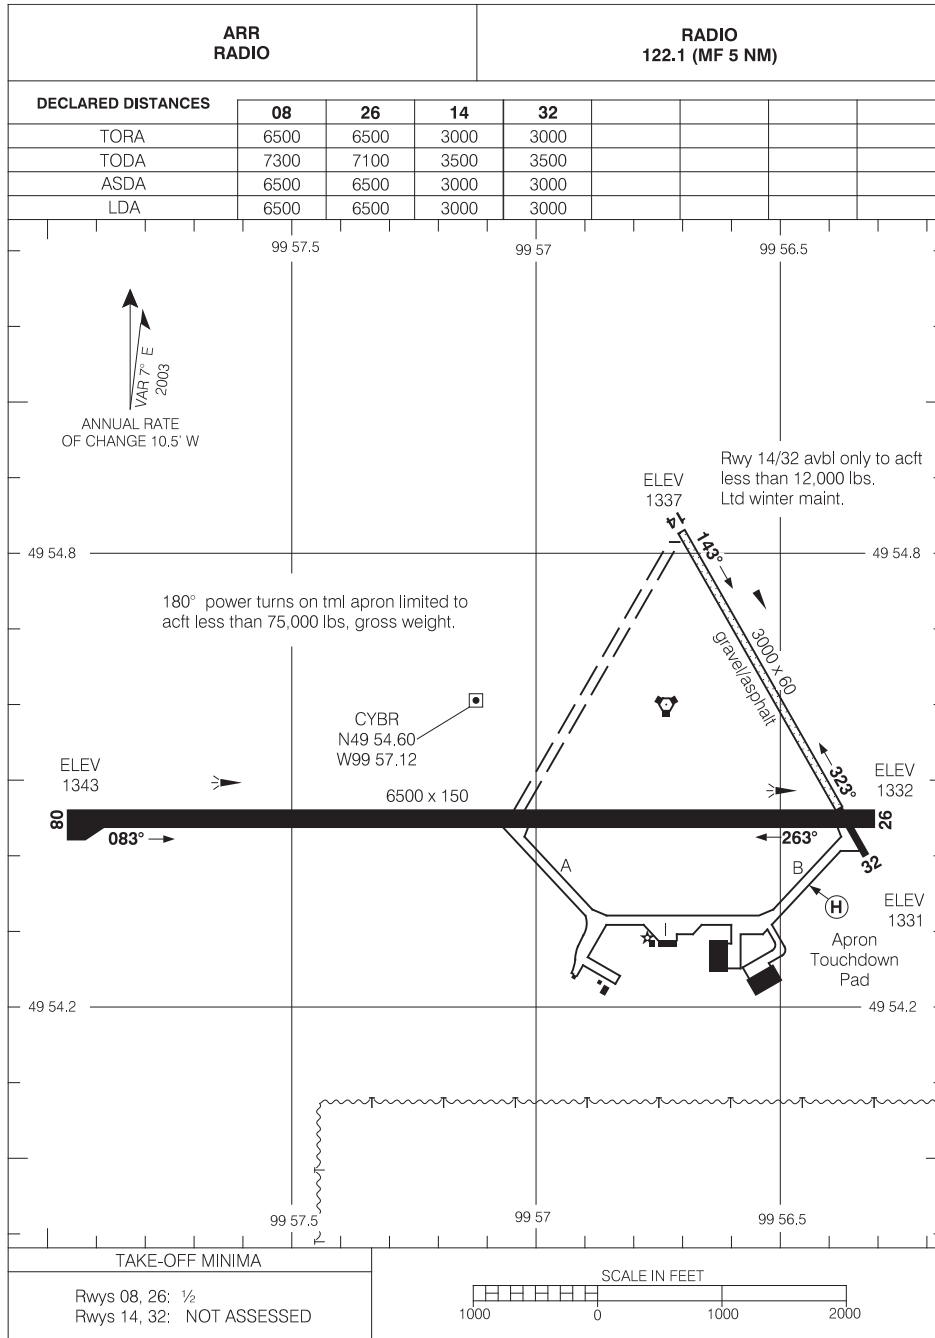 ARR
RADIO
RADIO
122.1 (MF 5 NM)
DECLARED DISTANCES 08 26 14 32
TORA 6500 6500 3000 3000
TODA 7300 7100 3500 3500
ASDA 6500 6500 3000 3000
LDA 6500 6500 3000 3000
99 57.5 99 57 99 56.5
VAR 7° E
2003
ANNUAL RATE
OF CHANGE 10.5' W
Rwy 14/32 avbl only to acft
less than 12,000 lbs.
Ltd winter maint.
ELEV
1337
14
143°
49 54.8 49 54.8
180° power turns on tml apron limited to
acft less than 75,000 lbs, gross weight.
3000 x 60
gravel/asphalt
CYBR
N49 54.60
W99 57.12
ELEV
1343
6500 x 150
323°
ELEV
1332
08
26
083°
263°
A
B
32
H
ELEV
1331
Apron
Touchdown
Pad
49 54.2 49 54.2
99 57.5 99 57 99 56.5
TAKE-OFF MINIMA
Rwys 08, 26: ½
Rwys 14, 32: NOT ASSESSED
SCALE IN FEET
1000 0 1000 2000